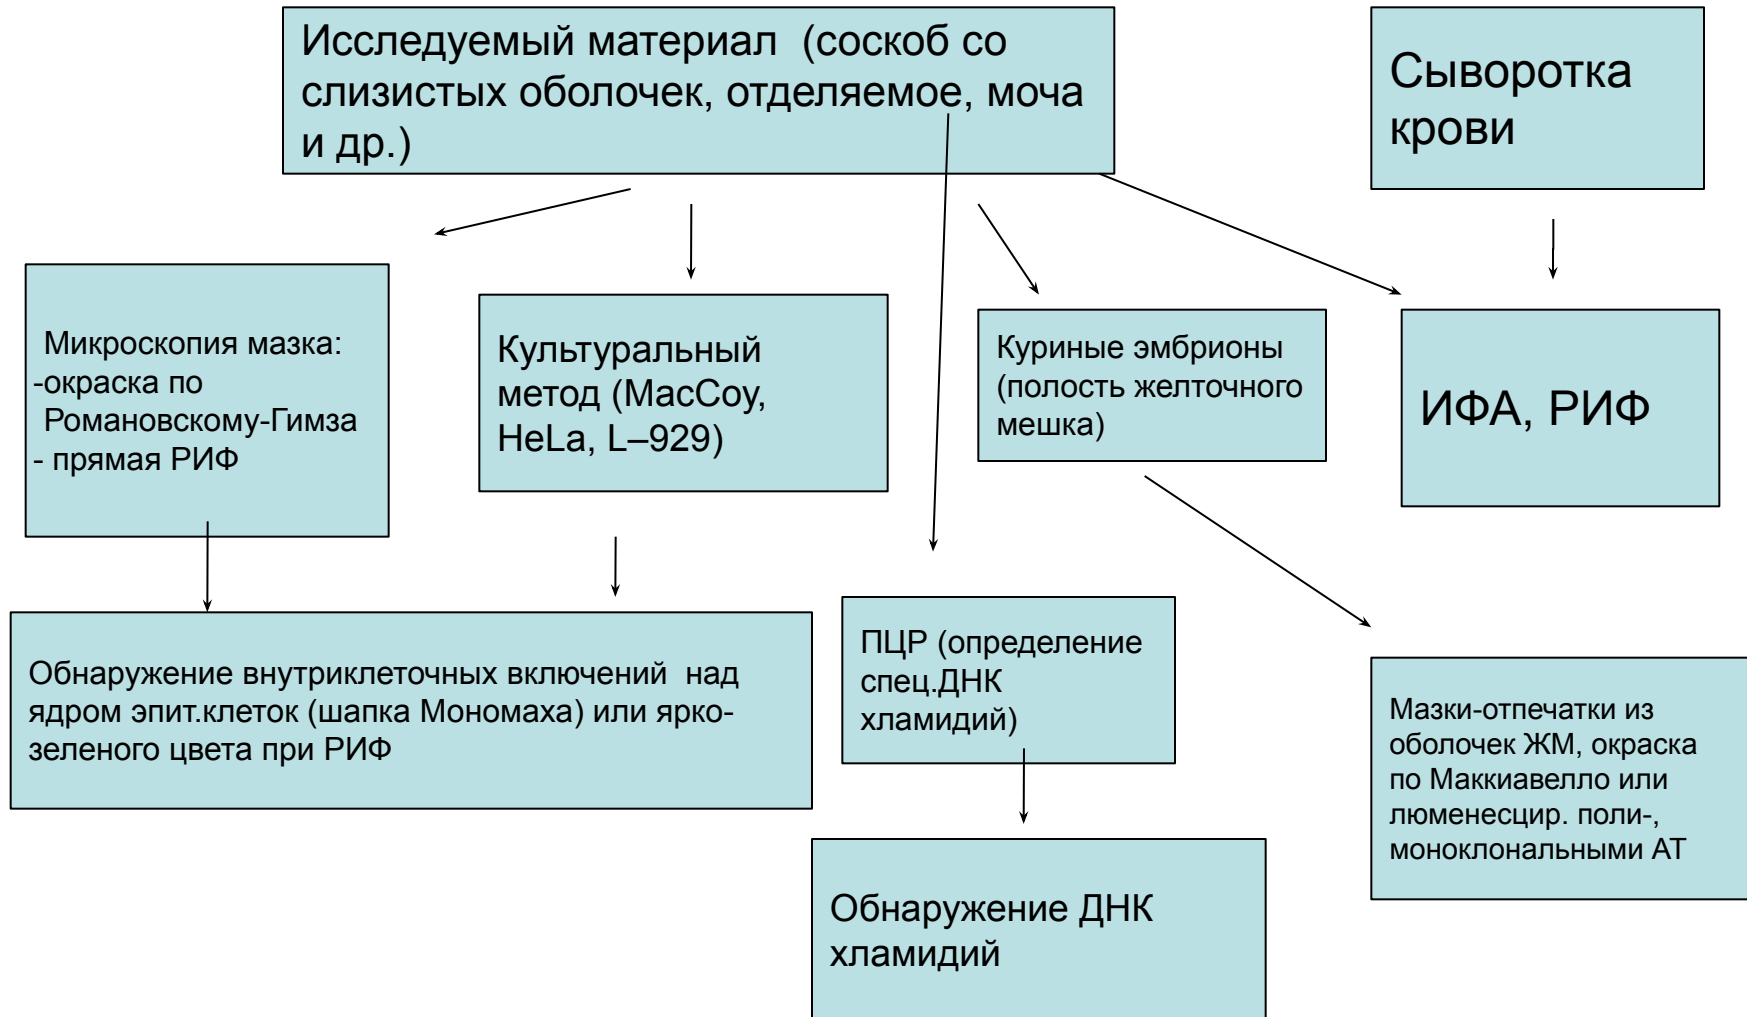 Исследуемый материал  (соскоб со
слизистых оболочек, отделяемое, моча
и др.)
Сыворотка
крови
Микроскопия мазка:
-окраска по
Романовскому-Гимза
- прямая РИФ
Культуральный
метод (MacCoy,
HeLa, L–929)
Куриные эмбрионы
(полость желточного
мешка)
ИФА, РИФ
Обнаружение внутриклеточных включений  над
ядром эпит.клеток (шапка Мономаха) или ярко-
зеленого цвета при РИФ
ПЦР (определение
спец.ДНК
хламидий)
Мазки-отпечатки из
оболочек ЖМ, окраска
по Маккиавелло или
люменесцир. поли-,
моноклональными АТ
Обнаружение ДНК
хламидий